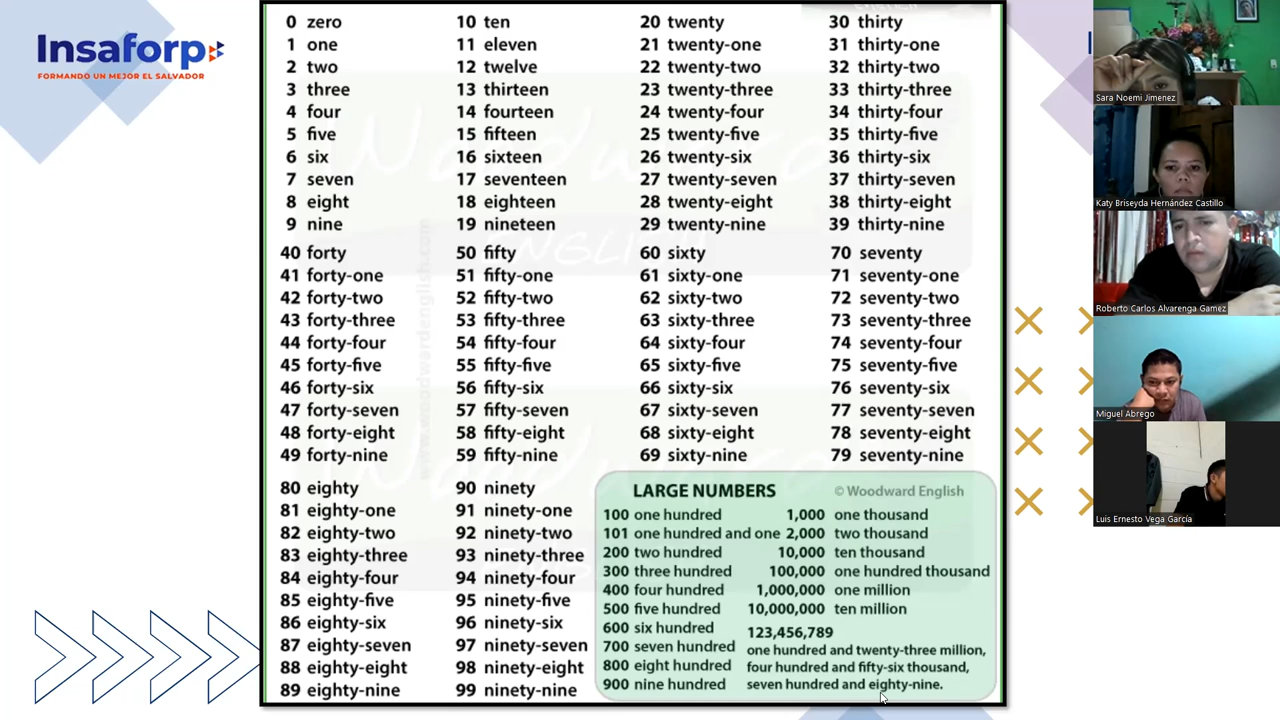 Insaforp
FORMANDO UN MEJOR EL SALVADOR
0 zero
1 one
2 two
3 three
4 four
5 five
6 six
7 seven
8 eight
9 nine
10 ten
11 eleven
12 twelve
13 thirteen
14 fourteen
15 fifteen
16 sixteen
17 seventeen
18 eighteen
19 nineteen
20 twenty
21 twenty-one
22 twenty-two
23 twenty-three
24 twenty-four
25 twenty-five
26 twenty-six
27 twenty-seven
28 twenty-eight
29 twenty-nine
30 thirty
31 thirty-one
32 thirty-two
33 thirty-three
34 thirty-four
35 thirty-five
36 thirty-six
37 thirty-seven
38 thirty-eight
39 thirty-nine
40 forty
41 forty-one
42 forty-two
43 forty-three
44 forty-four
45 forty-five
46 forty-six
47 forty-seven
48 forty-eight
49 forty-nine
50 fifty
51 fifty-one
52 fifty-two
53 fifty-three
54 fifty-four
55 fifty-five
56 fifty-six
57 fifty-seven
58 fifty-eight
59 fifty-nine
60 sixty
61 sixty-one
62 sixty-two
63 sixty-three
64 sixty-four
65 sixty-five
66 sixty-six
67 sixty-seven
68 sixty-eight
69 sixty-nine
70 seventy
71 seventy-one
72 seventy-two
73 seventy-three
74 seventy-four
75 seventy-five
76 seventy-six
77 seventy-seven
78 seventy-eight
79 seventy-nine
80 eighty
81 eighty-one
82 eighty-two
83 eighty-three
84 eighty-four
85 eighty-five
86 eighty-six
87 eighty-seven
88 eighty-eight
89 eighty-nine
90 ninety
91 ninety-one
92 ninety-two
93 ninety-three
94 ninety-four
95 ninety-five
96 ninety-six
97 ninety-seven
98 ninety-eight
99 ninety-nine
LARGE NUMBERS
© Woodward English
100 one hundred
101 one hundred and one
200 two hundred
300 three hundred
400 four hundred
500 five hundred
600 six hundred
700 seven hundred
800 eight hundred
900 nine hundred
1,000 one thousand
2,000 two thousand
10,000 ten thousand
100,000 one hundred thousand
1,000,000 one million
10,000,000 ten million
123,456,789
one hundred and twenty-three million,
four hundred and fifty-six thousand,
seven hundred and eighty-nine.
www.woodwardenglish.com
Woodward
ENGLISH
Sara Noemi Jimenez
Katy Briseyda Hernández Castillo
Roberto Carlos Alvarenga Gamez
Miguel Abrego
Luis Ernesto Vega García